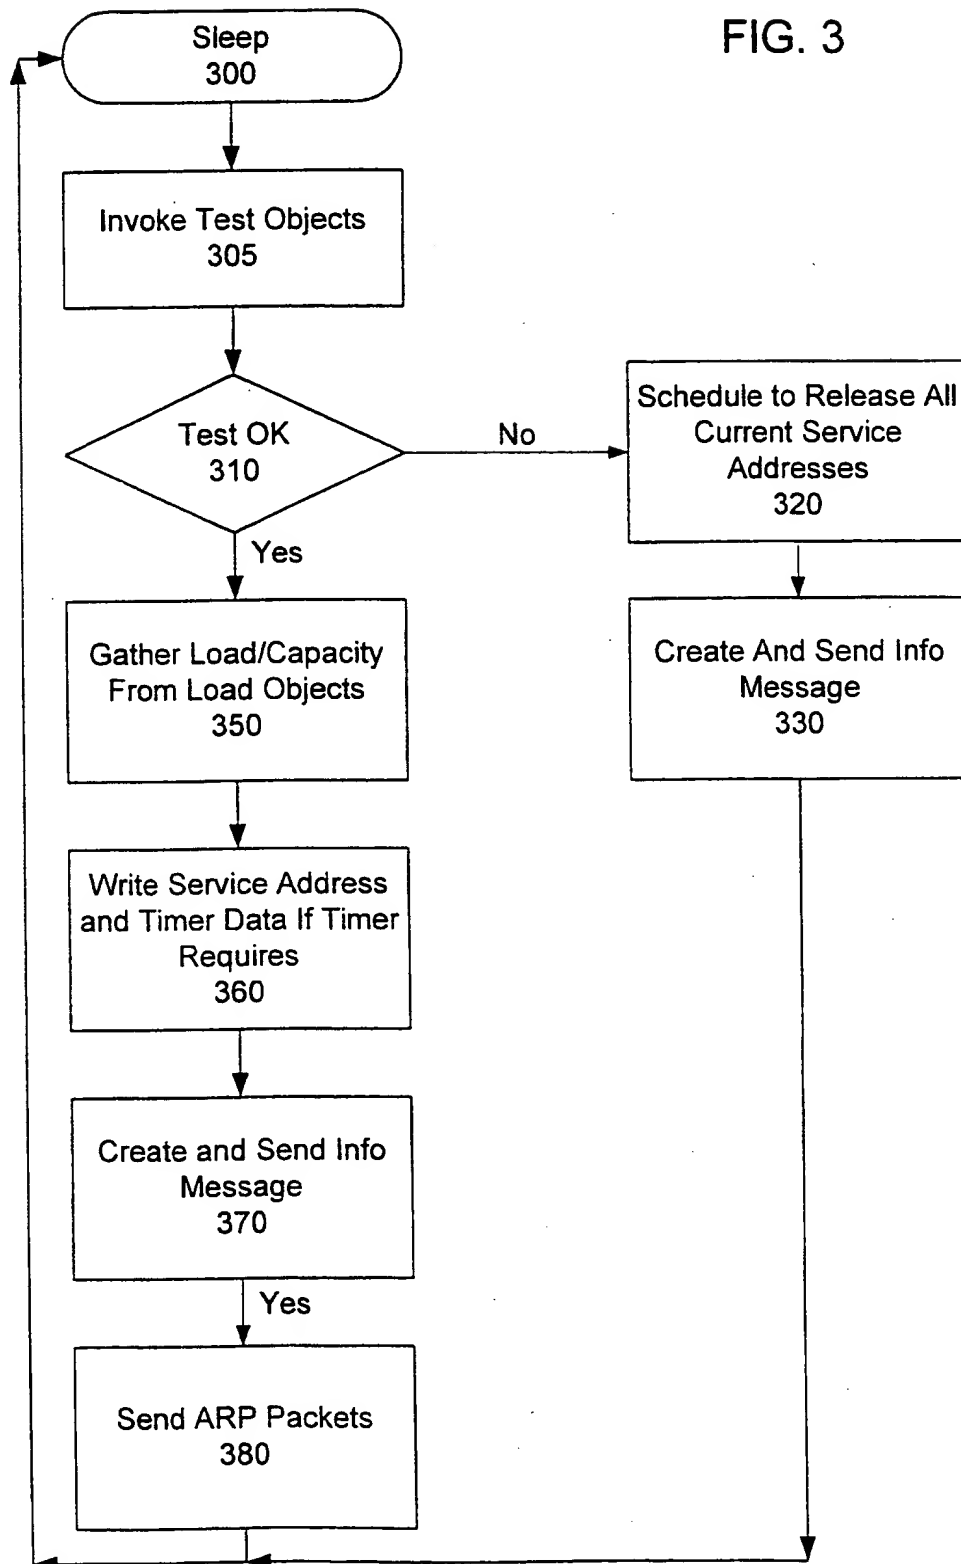 FIG. 3
Sleep
300
Invoke Test Objects
305
Test OK
310
No
Schedule to Release All
Current Service
Addresses
320
Yes
Gather Load/Capacity
From Load Objects
350
Create And Send Info
Message
330
Write Service Address
and Timer Data If Timer
Requires
360
Create and Send Info
Message
370
Yes
Send ARP Packets
380